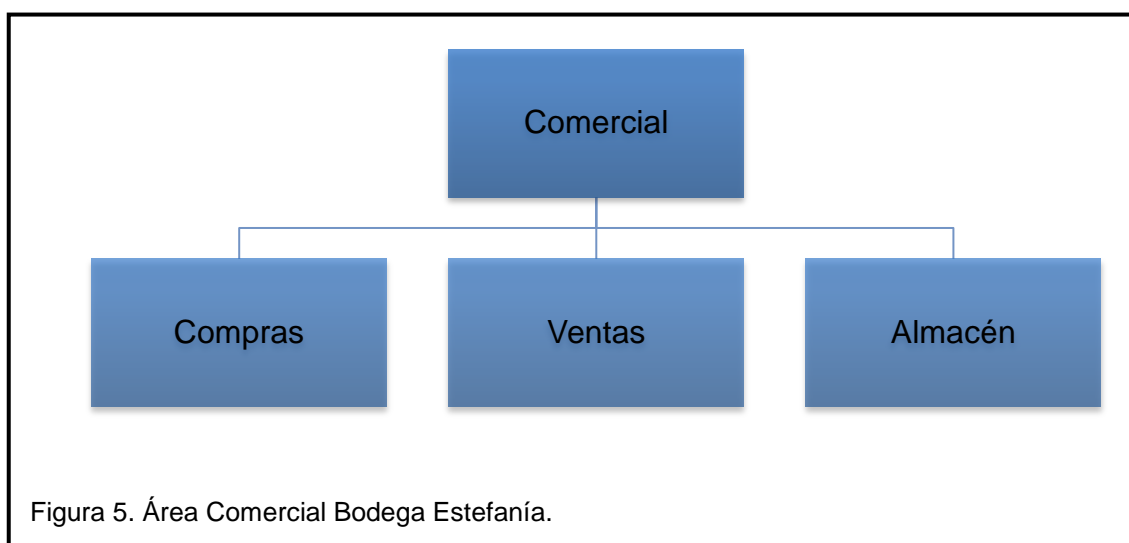 Comercial
Compras
Ventas
Almacén
Figura 5. Área Comercial Bodega Estefanía.